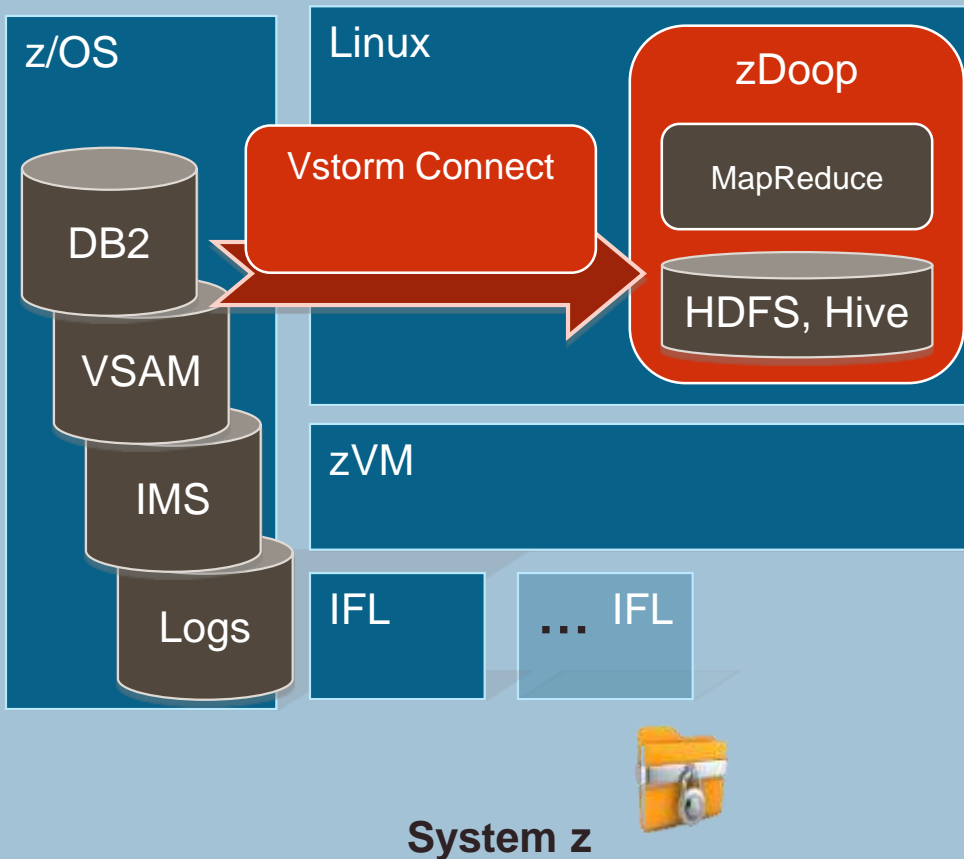 z/OS
DB2
VSAM
IMS
Logs
Linux
Vstorm Connect
zDoop
MapReduce
HDFS, Hive
zVM
IFL
... IFL
System z